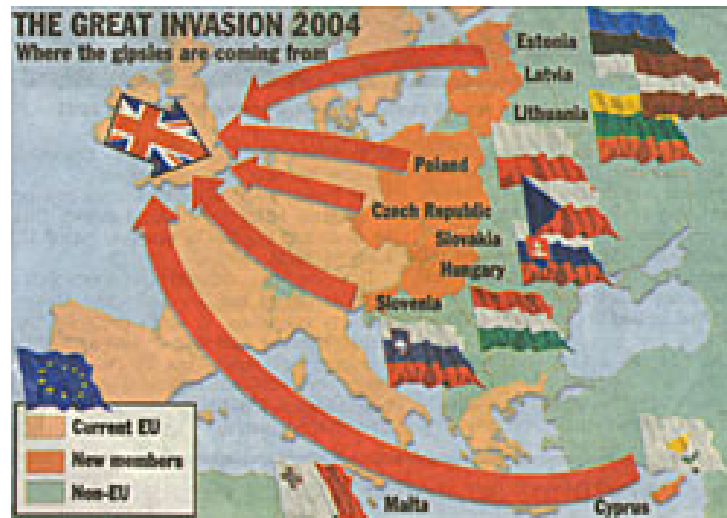 THE GREAT INVASION 2004
Where the gipsies are coming from
Estonia
Latvia
Lithuania
Poland
Czech Republic
Slovakia
Hungary
Slovenia
Current EU
New members
Non-EU
Malta
Cyprus